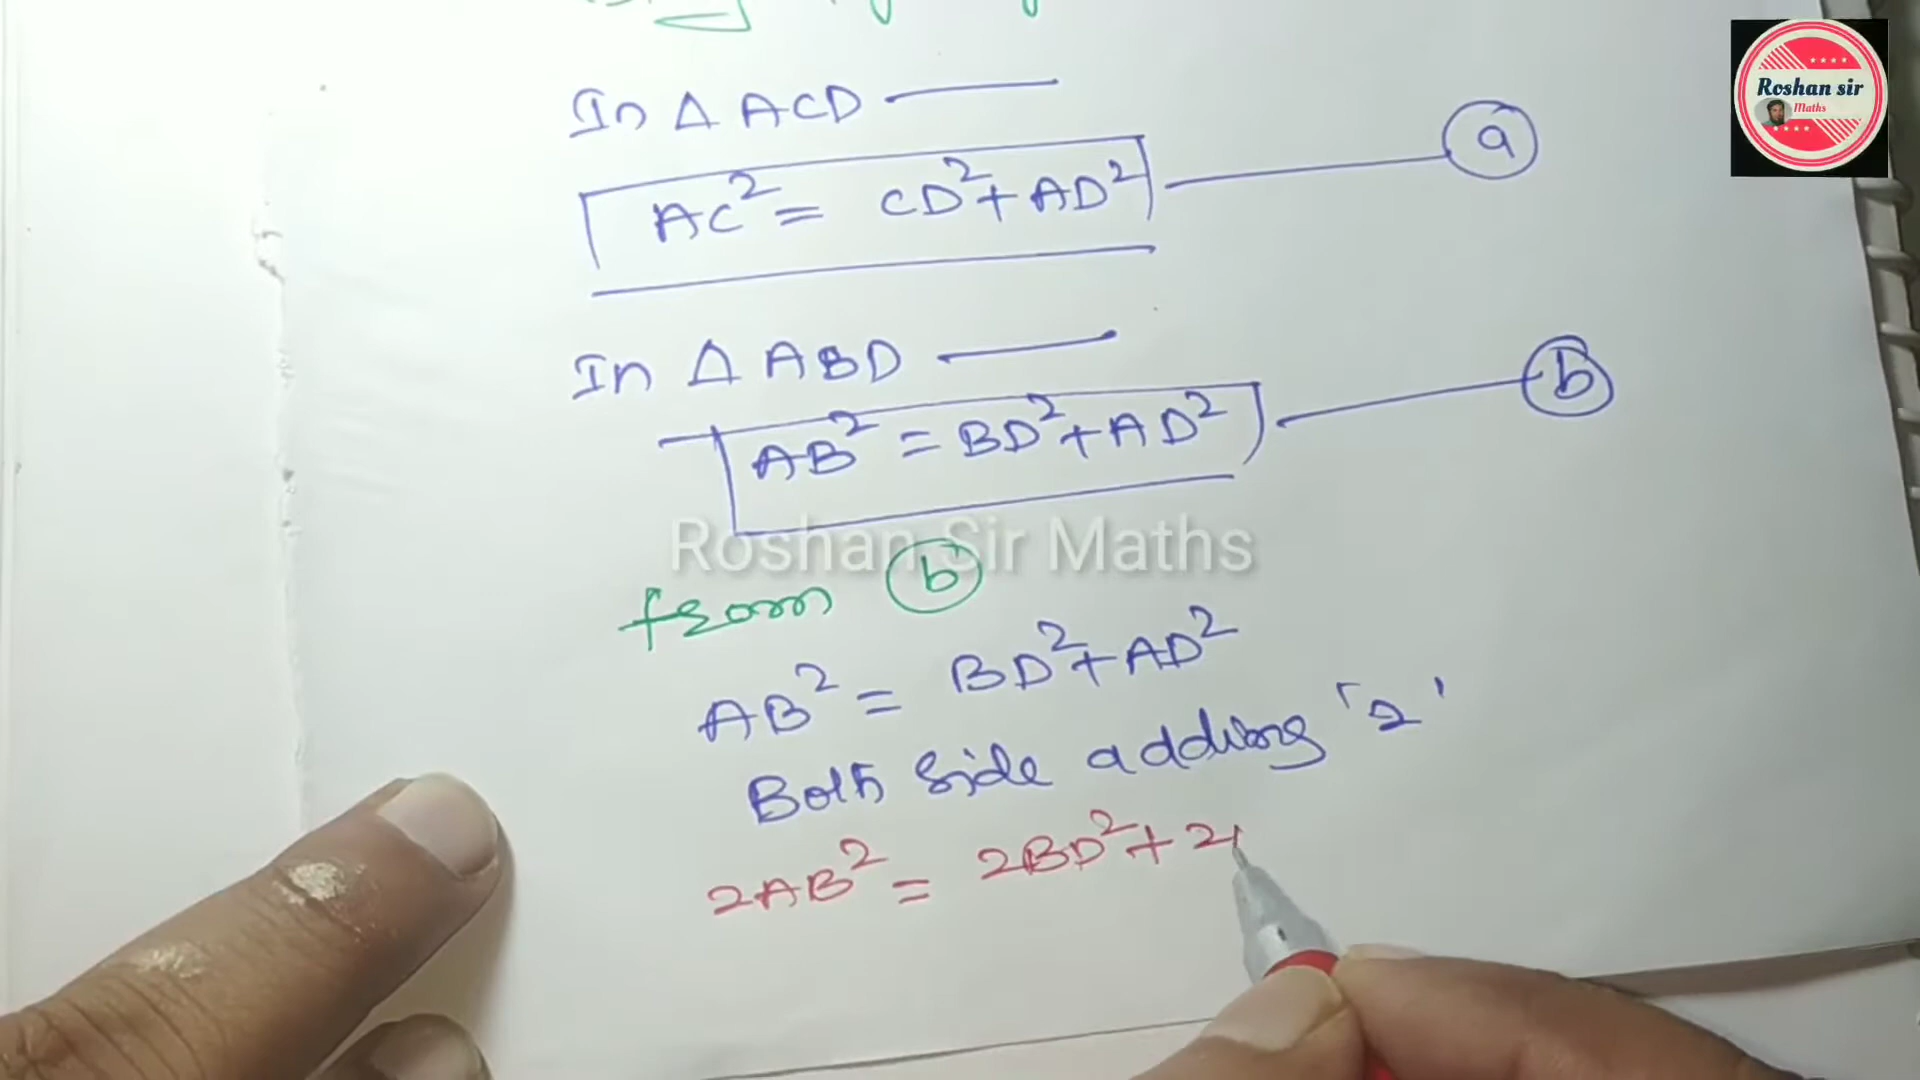 Roshan sir
Maths
In Δ ACD
AC² = CD² + AD² ——— (a)
In Δ ABD
AB² = BD² + AD² ——— (b)
Roshan Sir Maths
from (b)
AB² = BD² + AD²
Both side adding '2'
2AB² = 2BD² + 2